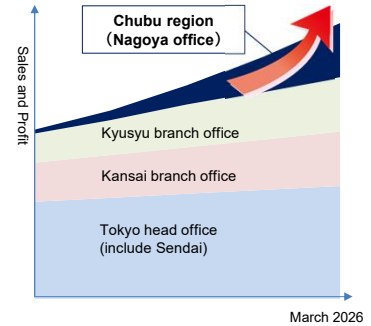 Chubu region
（Nagoya office）
Sales and Profit
Kyusyu branch office
Kansai branch office
Tokyo head office
(include Sendai)
March 2026